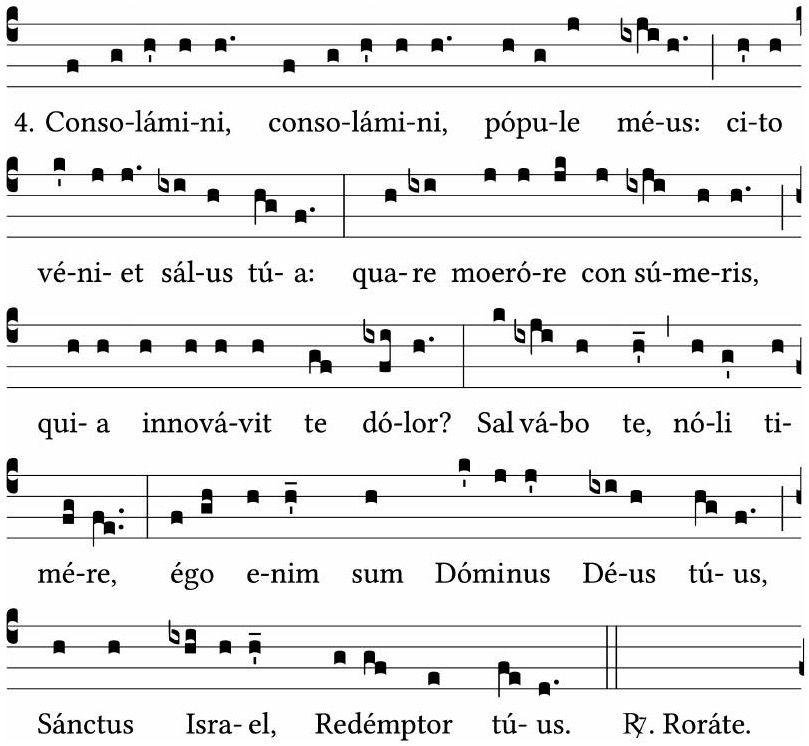 4. Conso-lámi-ni, conso-lámi-ni, pópu-le mé-us: ci-to
vé-ni- et sál-us tú- a: qua- re moeró-re con sú-me-ris,
qui- a innová-vit te dó-lor? Sal vá-bo te, nó-li ti-
mé-re, égo e-nim sum Dóminus Dé-us tú- us,
Sánctus Isra- el, Redémptor tú- us. ℟. Roráte.